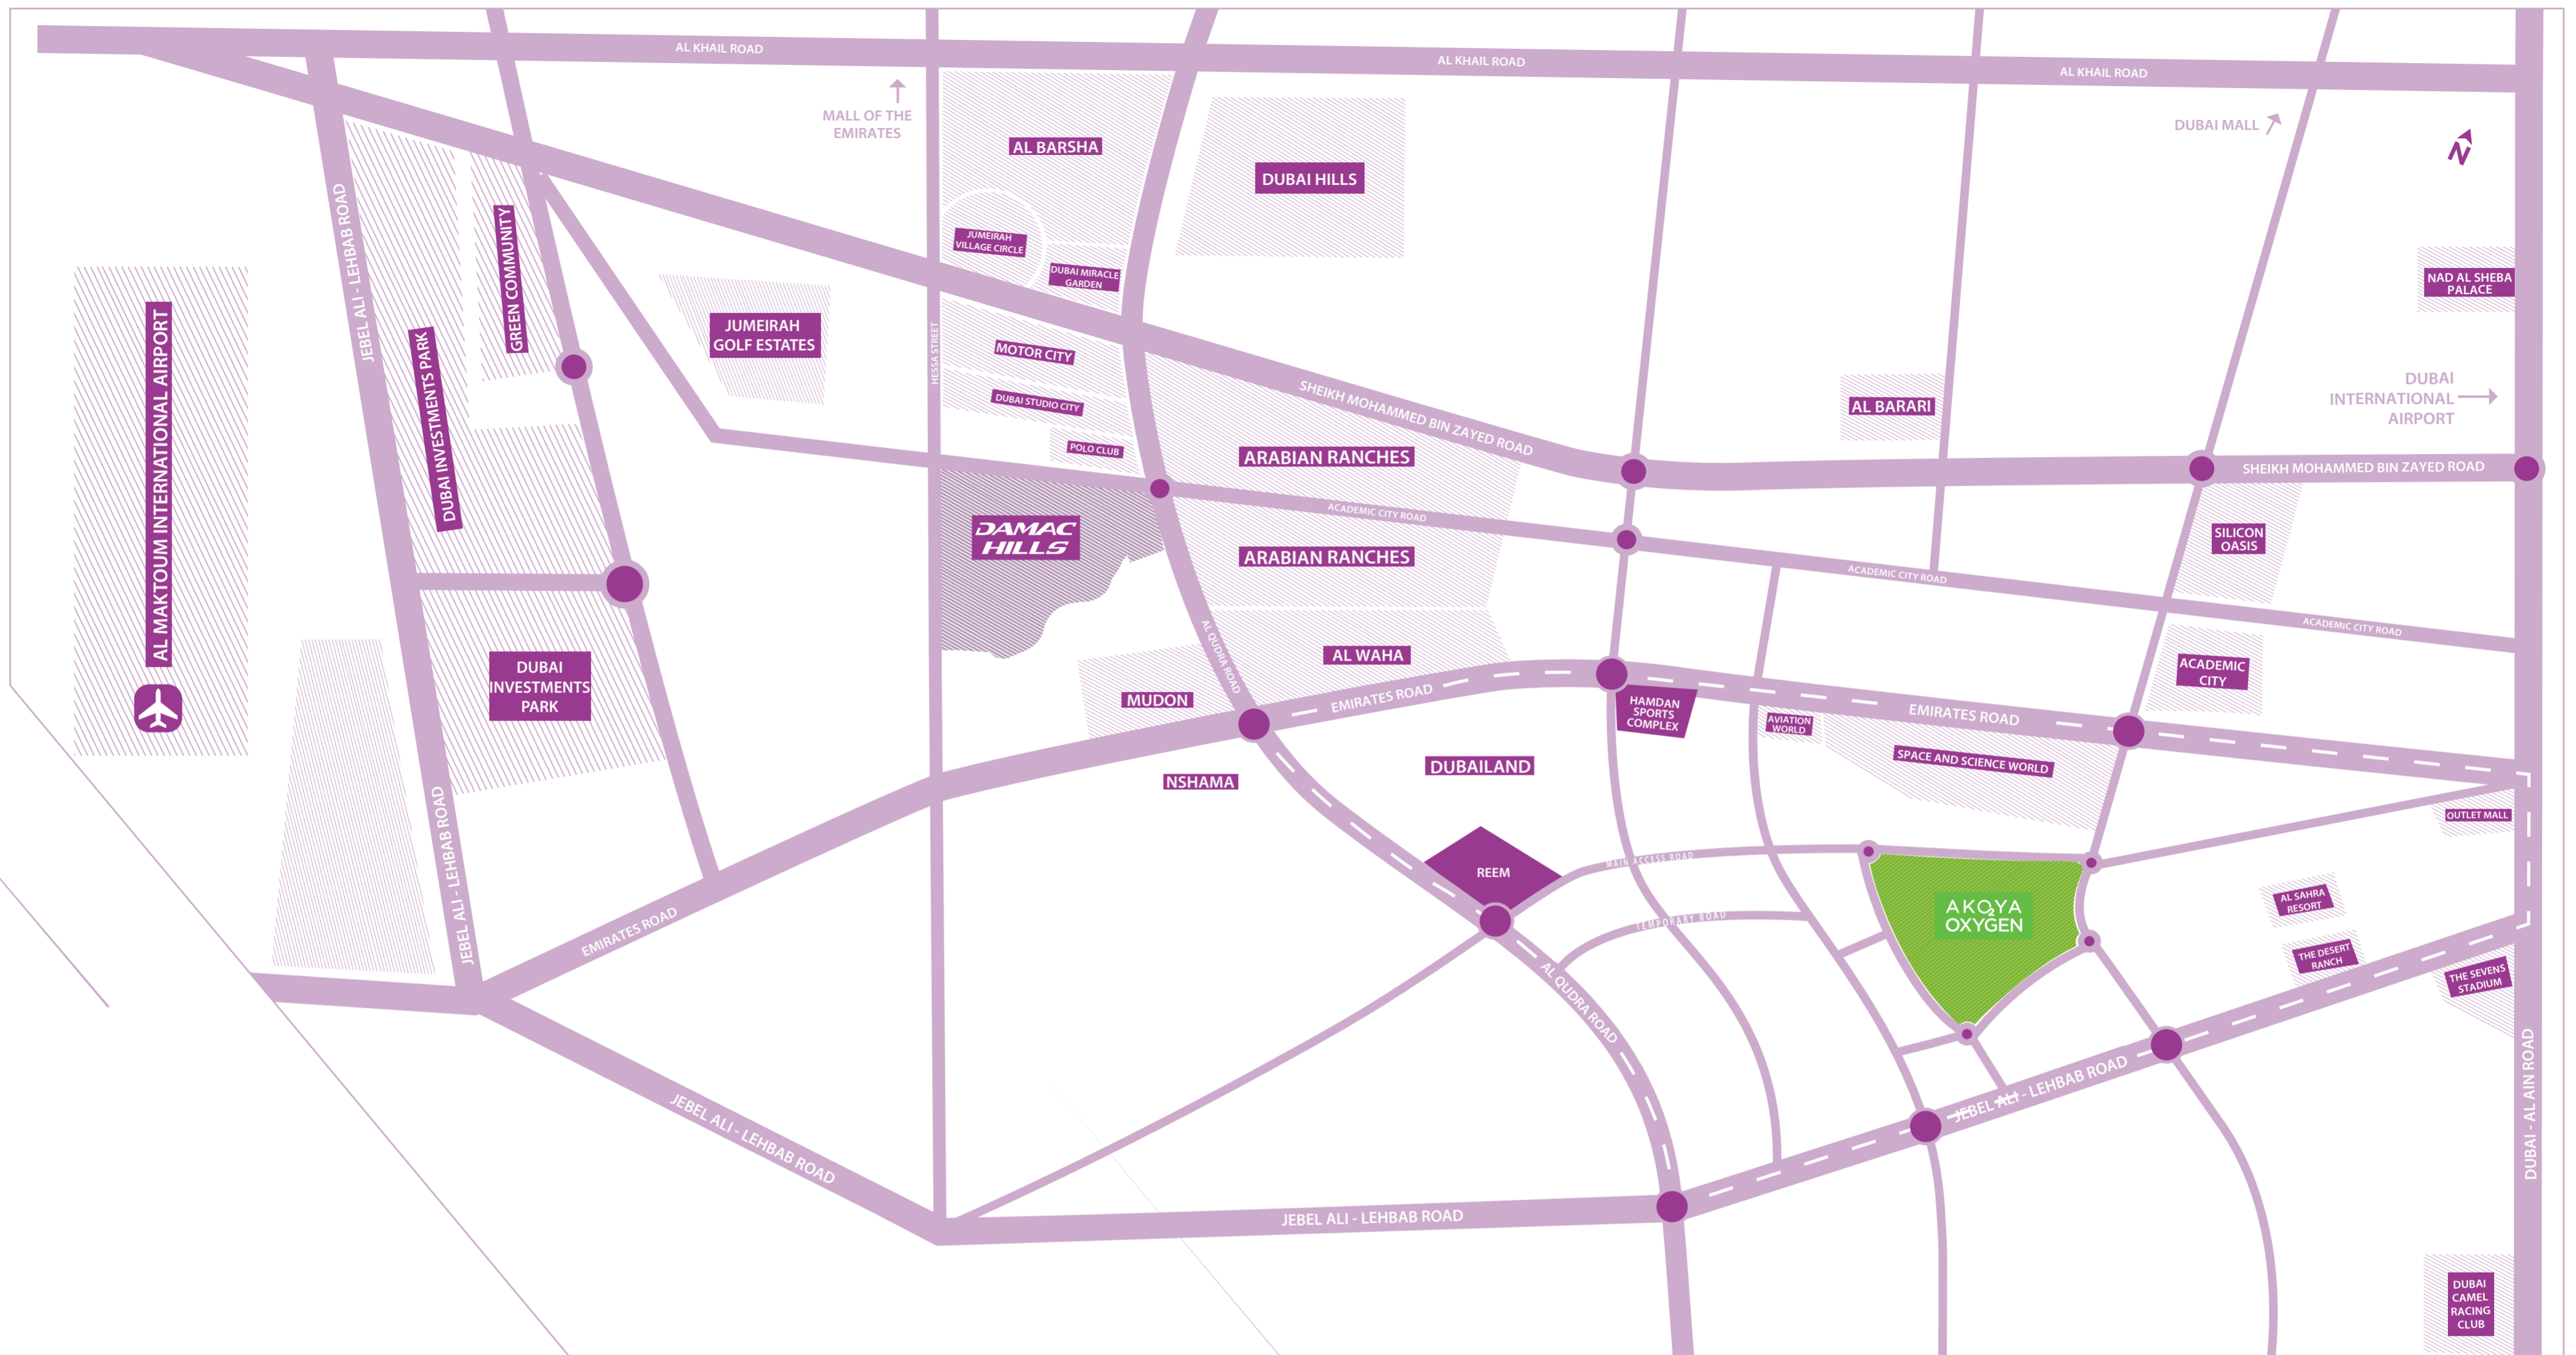 AL KHAIL ROAD
AL KHAIL ROAD
AL KHAIL ROAD
MALL OF THE
EMIRATES
DUBAI MALL
N
AL BARSHA
DUBAI HILLS
JUMEIRAH
VILLAGE CIRCLE
DUBAI MIRACLE
GARDEN
NAD AL SHEBA
PALACE
JEBEL ALI - LEHBAB ROAD
GREEN COMMUNITY
DUBAI INVESTMENTS PARK
AL MAKTOUM INTERNATIONAL AIRPORT
JUMEIRAH
GOLF ESTATES
HESSA STREET
MOTOR CITY
DUBAI STUDIO CITY
POLO CLUB
SHEIKH MOHAMMED BIN ZAYED ROAD
AL BARARI
DUBAI
INTERNATIONAL
AIRPORT
SHEIKH MOHAMMED BIN ZAYED ROAD
ARABIAN RANCHES
ACADEMIC CITY ROAD
DAMAC
HILLS
ARABIAN RANCHES
SILICON
OASIS
ACADEMIC CITY ROAD
ACADEMIC CITY ROAD
DUBAI
INVESTMENTS
PARK
AL QUDRA ROAD
AL WAHA
MUDON
EMIRATES ROAD
HAMDAN
SPORTS
COMPLEX
AVIATION
WORLD
EMIRATES ROAD
ACADEMIC
CITY
SPACE AND SCIENCE WORLD
DUBAILAND
NSHAMA
OUTLET MALL
JEBEL ALI - LEHBAB ROAD
REEM
MAIN ACCESS ROAD
TEMPORARY ROAD
AKO2YA
OXYGEN
AL SAHRA
RESORT
THE DESERT
RANCH
THE SEVENS
STADIUM
EMIRATES ROAD
AL QUDRA ROAD
JEBEL ALI - LEHBAB ROAD
DUBAI - AL AIN ROAD
JEBEL ALI - LEHBAB ROAD
JEBEL ALI - LEHBAB ROAD
DUBAI
CAMEL
RACING
CLUB